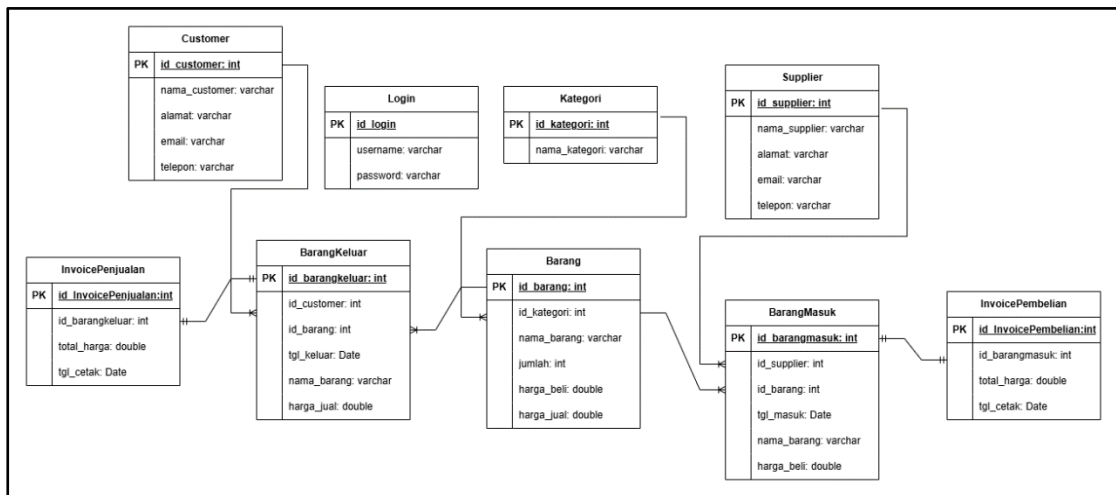 Customer
PK id_customer: int
nama_customer: varchar
alamat: varchar
email: varchar
telepon: varchar
Login
PK id_login
username: varchar
password: varchar
Kategori
PK id_kategori: int
nama_kategori: varchar
Supplier
PK id_supplier: int
nama_supplier: varchar
alamat: varchar
email: varchar
telepon: varchar
InvoicePenjualan
PK id_InvoicePenjualan:int
id_barangkeluar: int
total_harga: double
tgl_cetak: Date
BarangKeluar
PK id_barangkeluar: int
id_customer: int
id_barang: int
tgl_keluar: Date
nama_barang: varchar
harga_jual: double
Barang
PK id_barang: int
id_kategori: int
nama_barang: varchar
jumlah: int
harga_beli: double
harga_jual: double
BarangMasuk
PK id_barangmasuk: int
id_supplier: int
id_barang: int
tgl_masuk: Date
nama_barang: varchar
harga_beli: double
InvoicePembelian
PK id_InvoicePembelian:int
id_barangmasuk: int
total_harga: double
tgl_cetak: Date